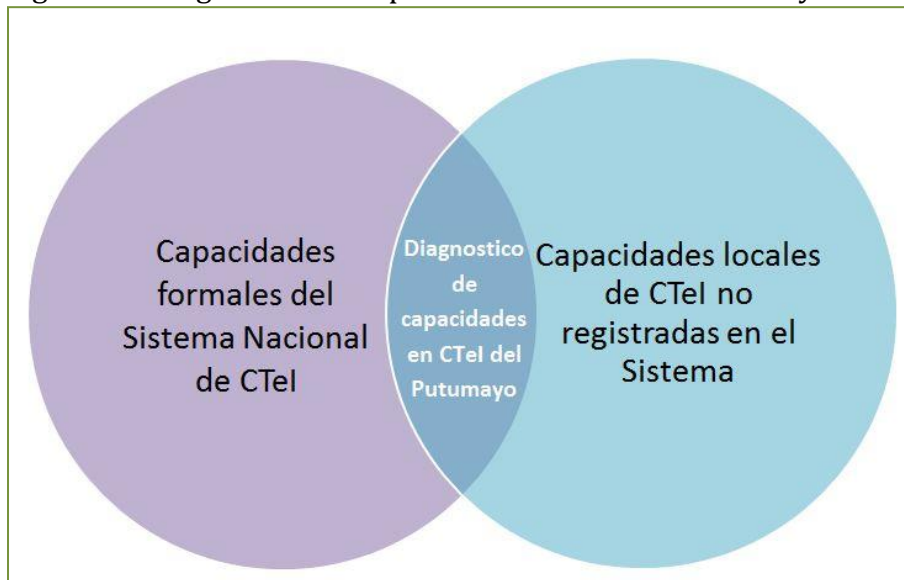 Capacidades
formales del
Sistema Nacional
de CTeI
Diagnostico
de
capacidades
en CTeI del
Putumayo
Capacidades locales
de CTeI no
registradas en el
Sistema